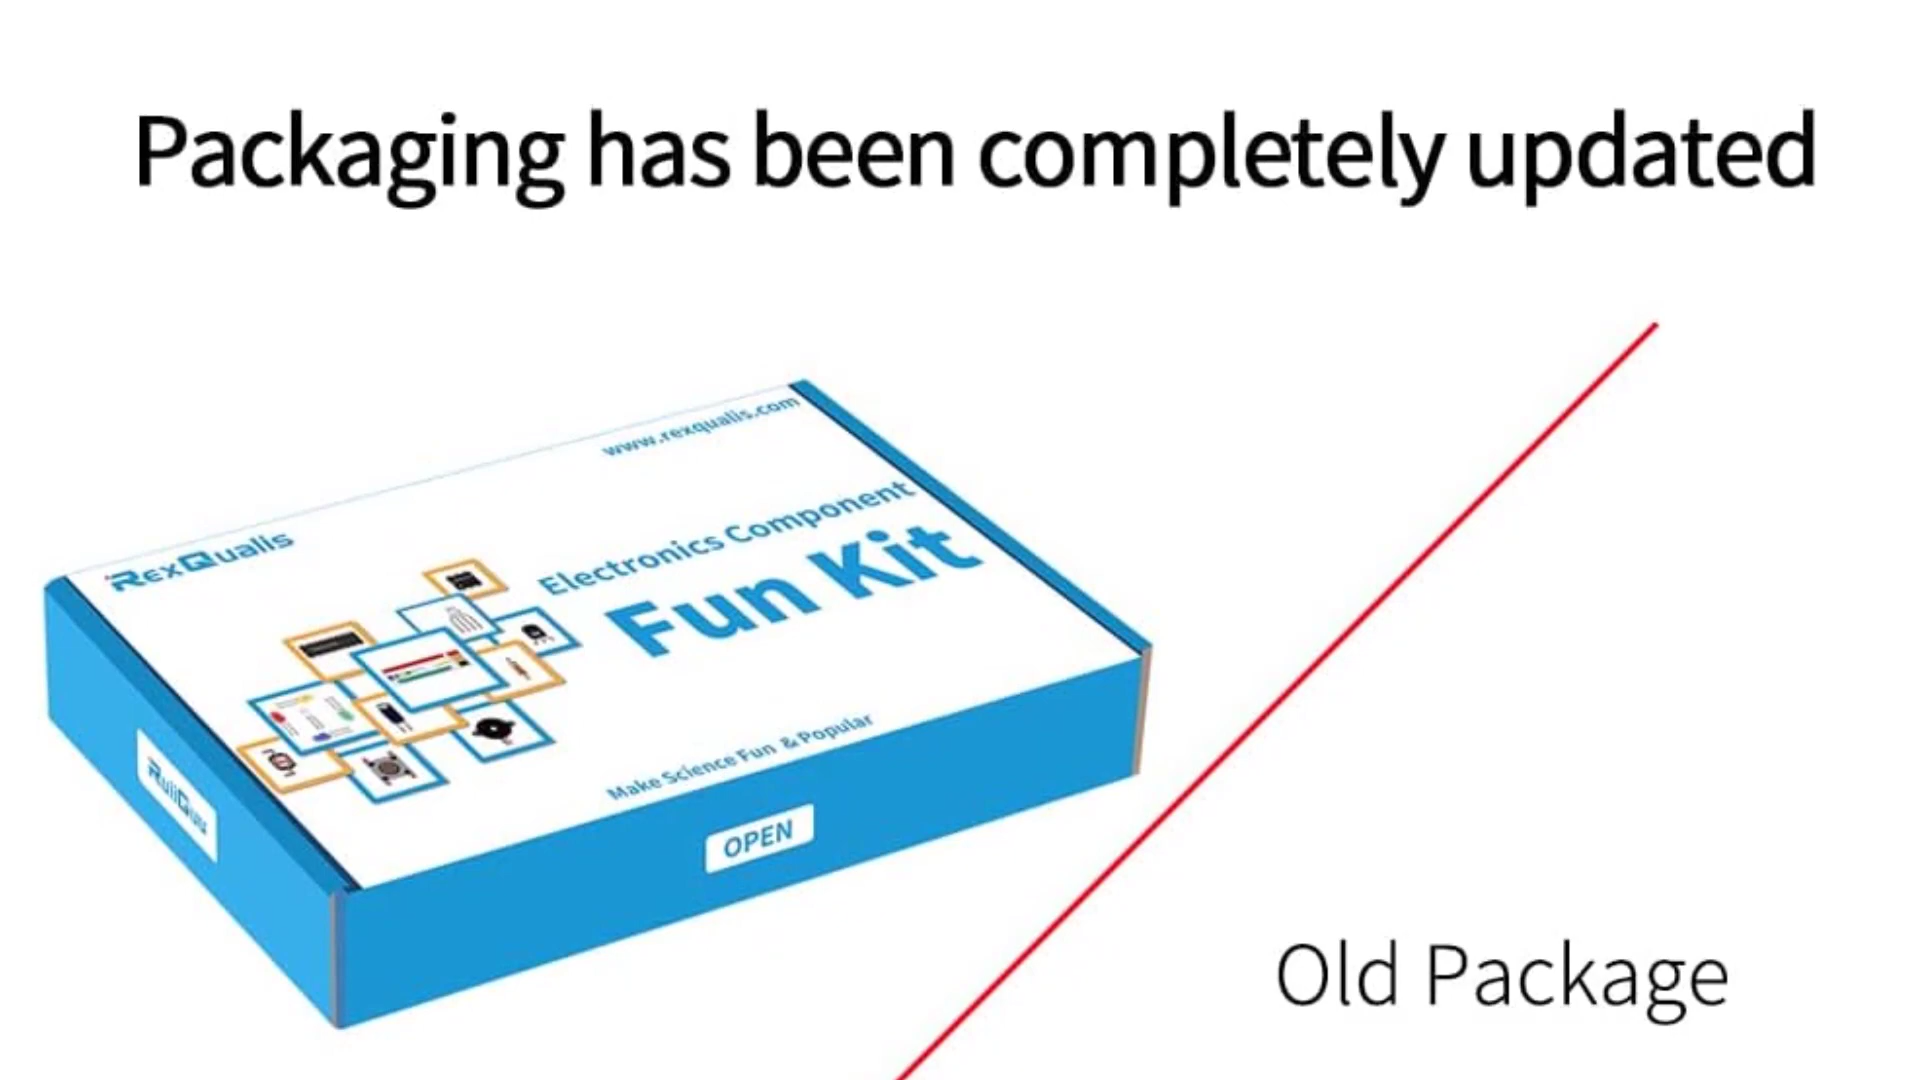 Packaging has been completely updated
www.rexqualis.com
RexQualis
Electronics Component
Fun Kit
Make Science Fun & Popular
OPEN
Old Package